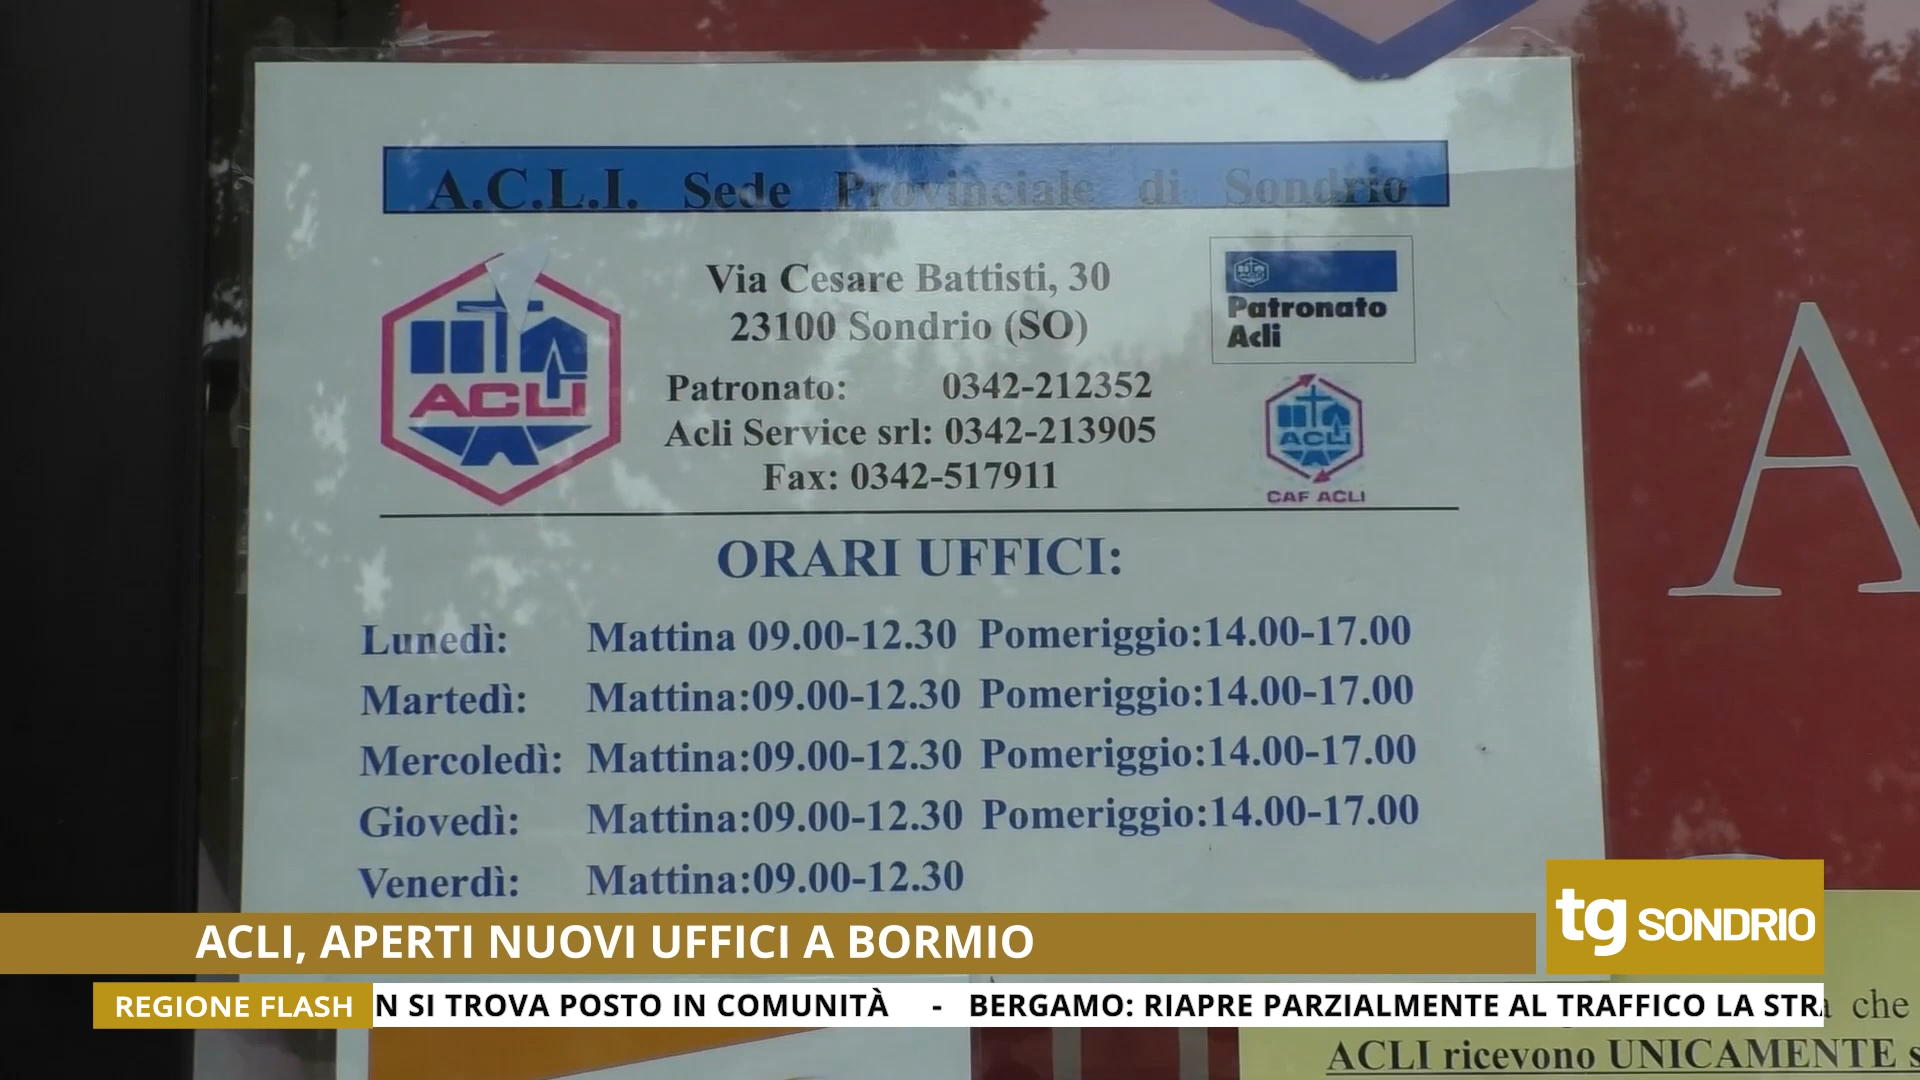 A.C.L.I. Sede Provinciale di Sondrio
Via Cesare Battisti, 30
23100 Sondrio (SO)
Patronato: 0342-212352
Acli Service srl: 0342-213905
Fax: 0342-517911
ACLI
Patronato
Acli
ACLI
CAF ACLI
ORARI UFFICI:
Lunedì: Mattina 09.00-12.30 Pomeriggio:14.00-17.00
Martedì: Mattina:09.00-12.30 Pomeriggio:14.00-17.00
Mercoledì: Mattina:09.00-12.30 Pomeriggio:14.00-17.00
Giovedì: Mattina:09.00-12.30 Pomeriggio:14.00-17.00
Venerdì: Mattina:09.00-12.30
A
ACLI, APERTI NUOVI UFFICI A BORMIO
tg SONDRIO
REGIONE FLASH N SI TROVA POSTO IN COMUNITÀ - BERGAMO: RIAPRE PARZIALMENTE AL TRAFFICO LA STR
che
ACLI ricevono UNICAMENTE s